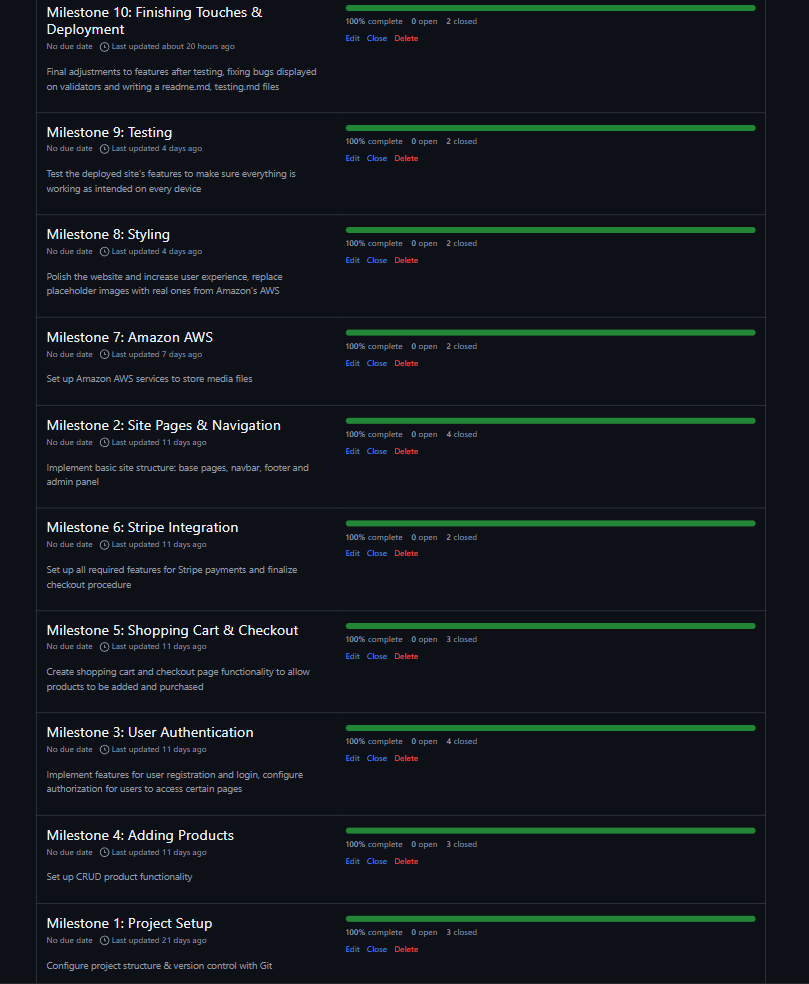 Milestone 10: Finishing Touches &
Deployment
No due date Last updated about 20 hours ago
Final adjustments to features after testing, fixing bugs displayed
on validators and writing a readme.md, testing.md files
100% complete 0 open 2 closed
Edit Close Delete
Milestone 9: Testing
No due date Last updated 4 days ago
Test the deployed site's features to make sure everything is
working as intended on every device
100% complete 0 open 2 closed
Edit Close Delete
Milestone 8: Styling
No due date Last updated 4 days ago
Polish the website and increase user experience, replace
placeholder images with real ones from Amazon's AWS
100% complete 0 open 2 closed
Edit Close Delete
Milestone 7: Amazon AWS
No due date Last updated 7 days ago
Set up Amazon AWS services to store media files
100% complete 0 open 2 closed
Edit Close Delete
Milestone 2: Site Pages & Navigation
No due date Last updated 11 days ago
Implement basic site structure: base pages, navbar, footer and
admin panel
100% complete 0 open 4 closed
Edit Close Delete
Milestone 6: Stripe Integration
No due date Last updated 11 days ago
Set up all required features for Stripe payments and finalize
checkout procedure
100% complete 0 open 2 closed
Edit Close Delete
Milestone 5: Shopping Cart & Checkout
No due date Last updated 11 days ago
Create shopping cart and checkout page functionality to allow
products to be added and purchased
100% complete 0 open 3 closed
Edit Close Delete
Milestone 3: User Authentication
No due date Last updated 11 days ago
Implement features for user registration and login, configure
authorization for users to access certain pages
100% complete 0 open 4 closed
Edit Close Delete
Milestone 4: Adding Products
No due date Last updated 11 days ago
Set up CRUD product functionality
100% complete 0 open 3 closed
Edit Close Delete
Milestone 1: Project Setup
No due date Last updated 21 days ago
Configure project structure & version control with Git
100% complete 0 open 3 closed
Edit Close Delete